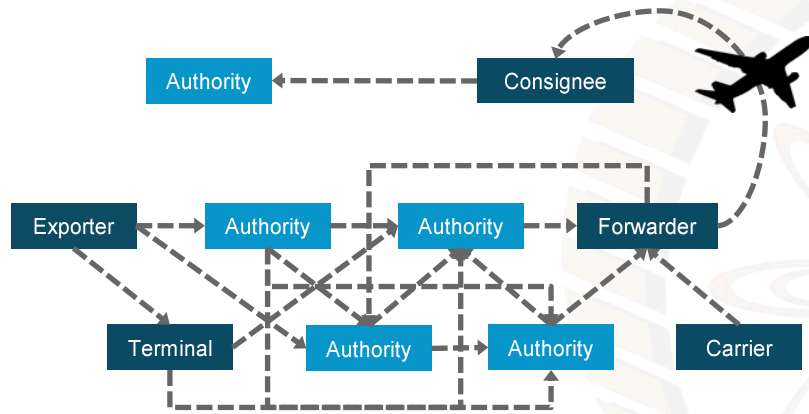 Authority
Consignee
Exporter
Authority
Authority
Forwarder
Terminal
Authority
Authority
Carrier